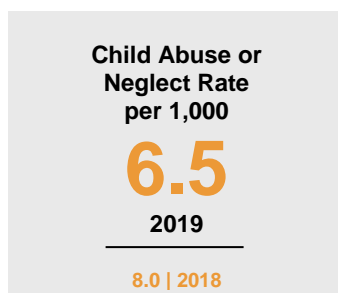 Child Abuse or
Neglect Rate
per 1,000
6.5
2019
8.0 | 2018